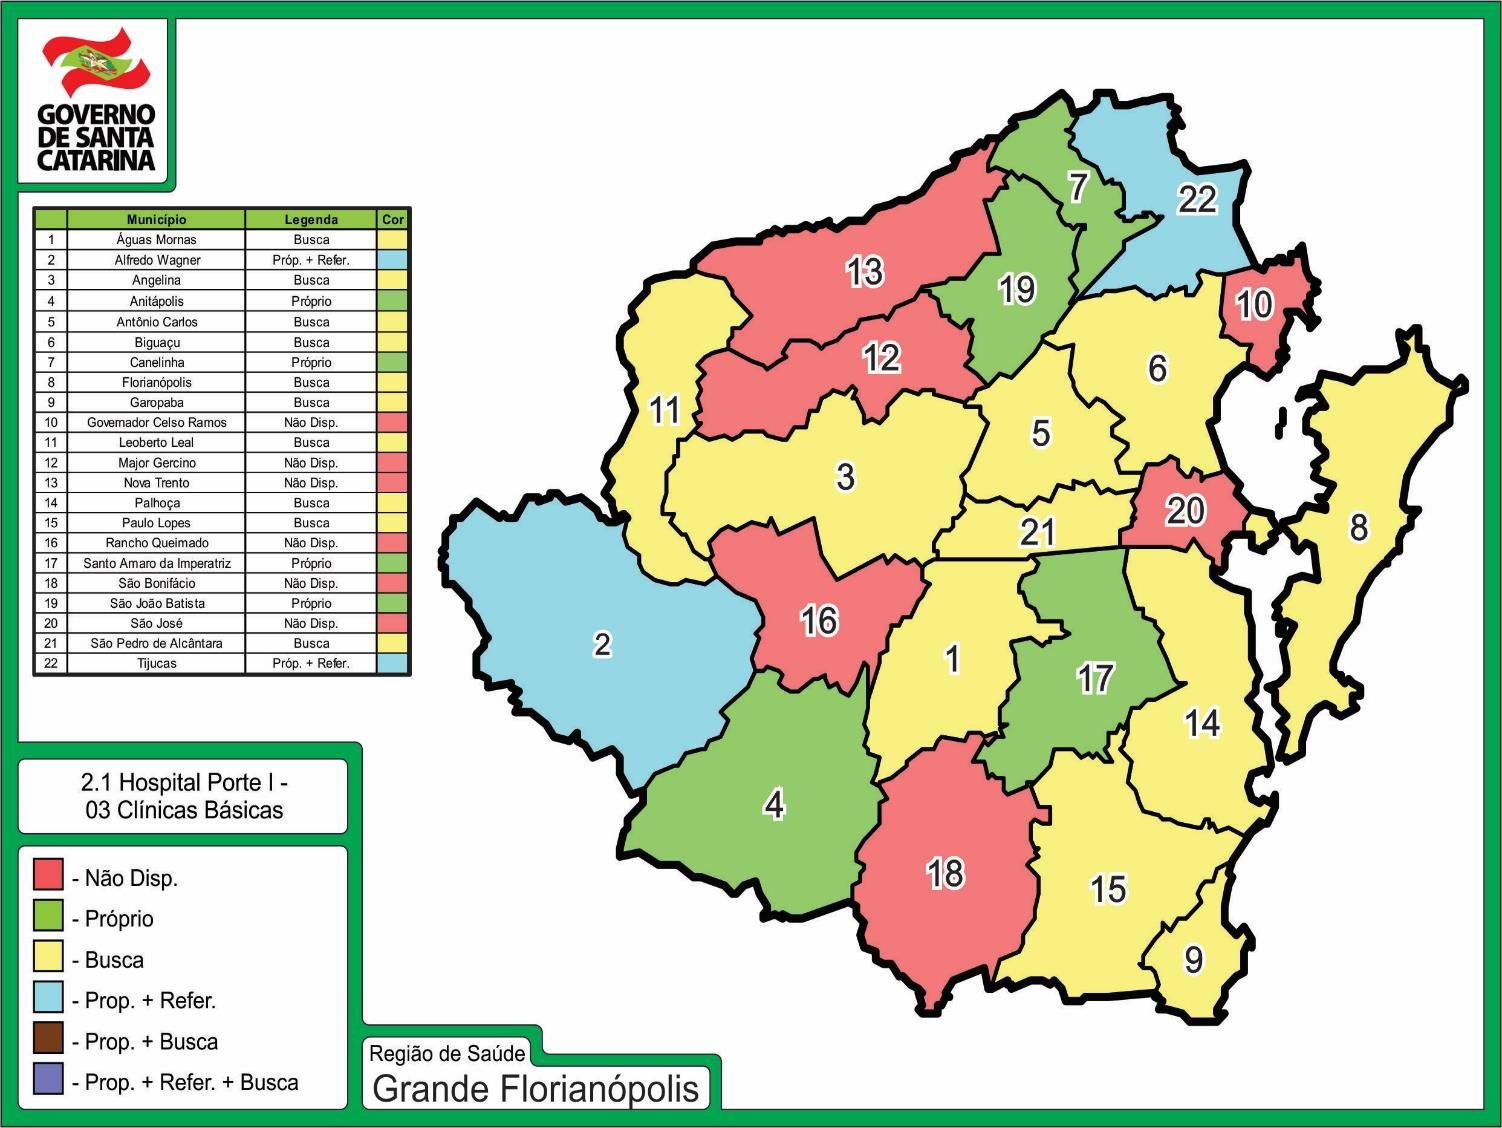 GOVERNO
DE SANTA
CATARINA
Município Legenda Cor
1 Águas Mornas Busca
2 Alfredo Wagner Próp. + Refer.
3 Angelina Busca
4 Anitápolis Próprio
5 Antônio Carlos Busca
6 Biguaçu Busca
7 Canelinha Próprio
8 Florianópolis Busca
9 Garopaba Busca
10 Governador Celso Ramos Não Disp.
11 Leoberto Leal Busca
12 Major Gercino Não Disp.
13 Nova Trento Não Disp.
14 Palhoça Busca
15 Paulo Lopes Busca
16 Rancho Queimado Não Disp.
17 Santo Amaro da Imperatriz Próprio
18 São Bonifácio Não Disp.
19 São João Batista Próprio
20 São José Não Disp.
21 São Pedro de Alcântara Busca
22 Tijucas Próp. + Refer.
7
22
13
19
10
12
6
11
5
3
20
21
8
16
2
1
17
14
4
18
15
9
2.1 Hospital Porte I -
03 Clínicas Básicas
- Não Disp.
- Próprio
- Busca
- Prop. + Refer.
- Prop. + Busca
- Prop. + Refer. + Busca
Região de Saúde
Grande Florianópolis